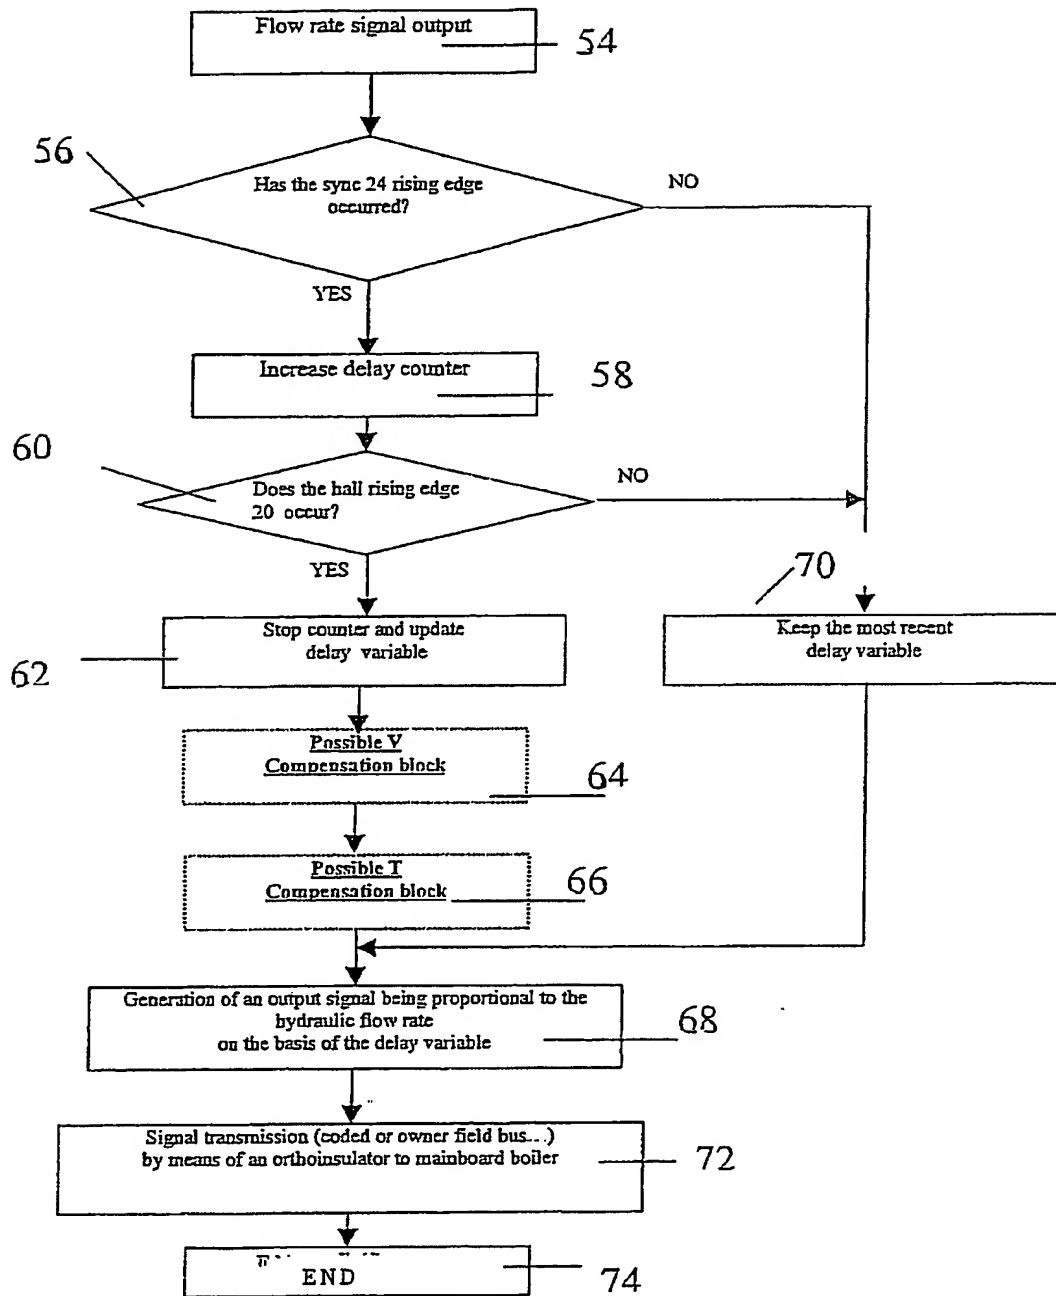 Flow rate signal output
54
56
Has the sync 24 rising edge
occurred?
NO
YES
Increase delay counter
58
60
Does the hall rising edge
20 occur?
NO
YES
70
Stop counter and update
delay variable
Keep the most recent
delay variable
62
Possible V
Compensation block
64
Possible T
Compensation block
66
Generation of an output signal being proportional to the
hydraulic flow rate
on the basis of the delay variable
68
Signal transmission (coded or owner field bus...)
by means of an orthoinsulator to mainboard boiler
72
END
74